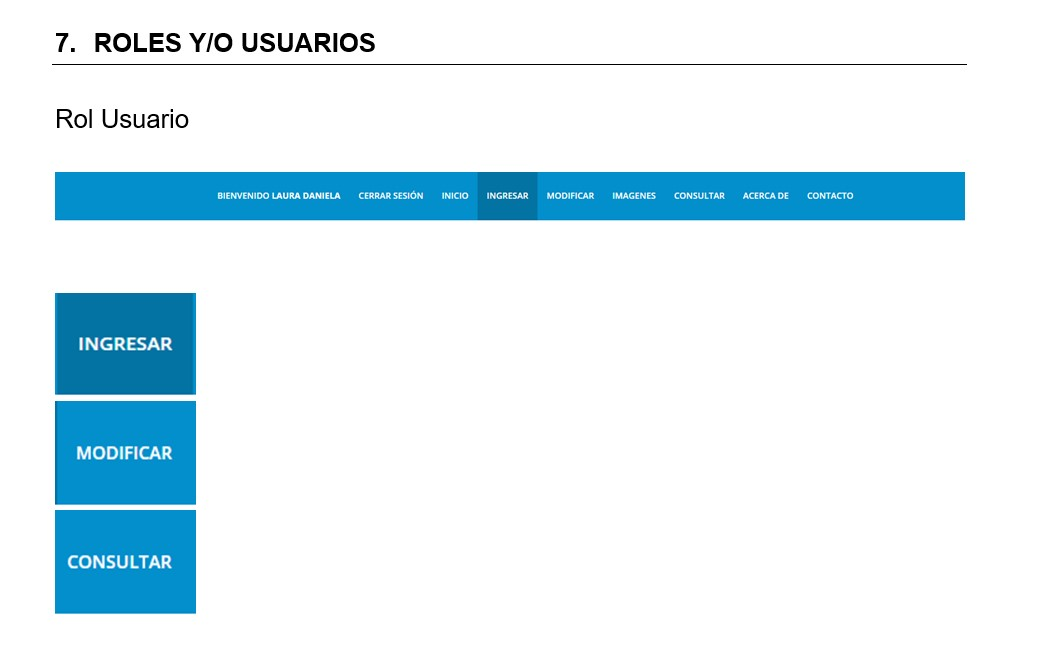 7. ROLES Y/O USUARIOS
Rol Usuario
BIENVENIDO LAURA DANIELA CERRAR SESIÓN INICIO INGRESAR MODIFICAR IMAGENES CONSULTAR ACERCA DE CONTACTO
INGRESAR
MODIFICAR
CONSULTAR